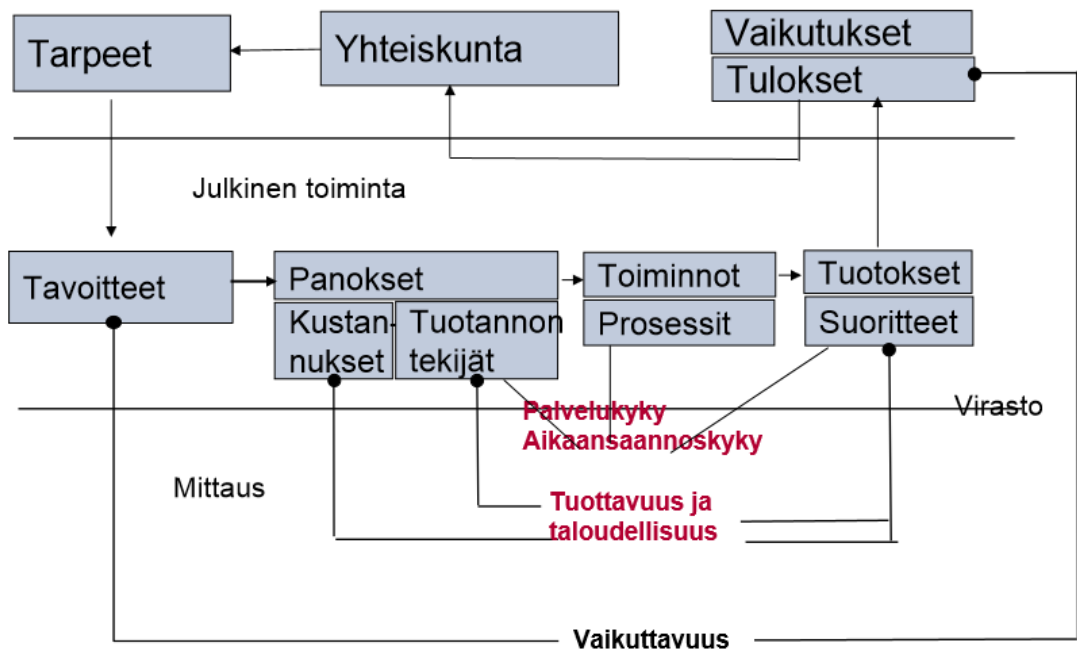 Tarpeet
Yhteiskunta
Vaikutukset
Tulokset
Julkinen toiminta
Tavoitteet
Panokset
Kustan-
nukset
Tuotannon
tekijät
Toiminnot
Prosessit
Tuotokset
Suoritteet
Virasto
Palvelukyky
Aikaansaannoskyky
Mittaus
Tuottavuus ja
taloudellisuus
Vaikuttavuus